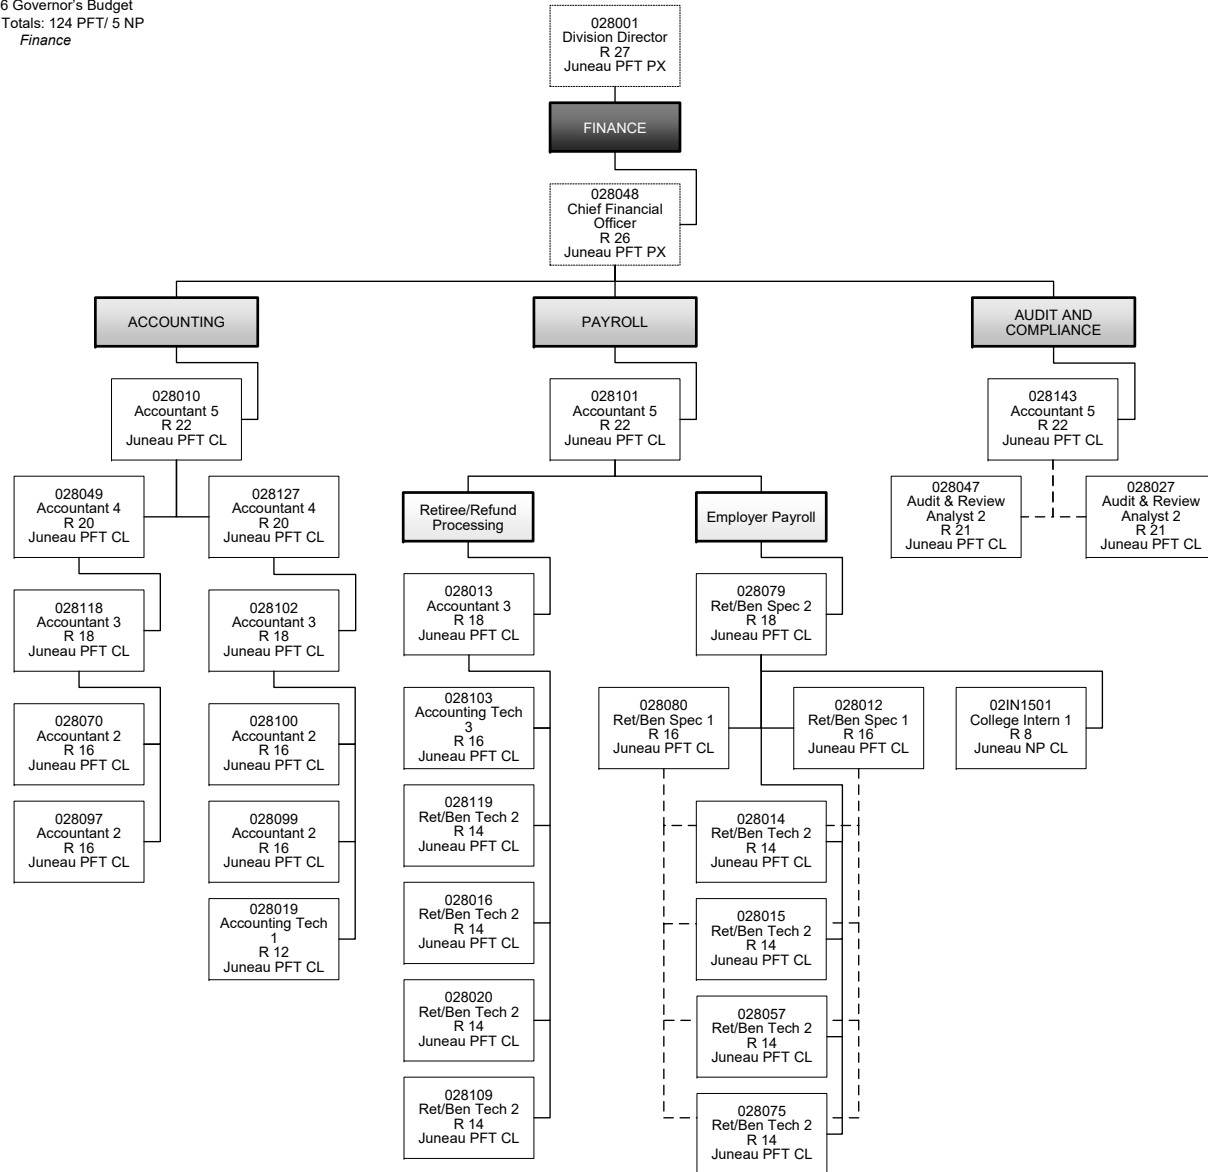 6 Governor's Budget
Totals: 124 PFT/ 5 NP
Finance
028001
Division Director
R 27
Juneau PFT PX
FINANCE
028048
Chief Financial
Officer
R 26
Juneau PFT PX
ACCOUNTING
PAYROLL
AUDIT AND
COMPLIANCE
028010
Accountant 5
R 22
Juneau PFT CL
028101
Accountant 5
R 22
Juneau PFT CL
028143
Accountant 5
R 22
Juneau PFT CL
028049
Accountant 4
R 20
Juneau PFT CL
028127
Accountant 4
R 20
Juneau PFT CL
Retiree/Refund
Processing
Employer Payroll
028047
Audit & Review
Analyst 2
R 21
Juneau PFT CL
028027
Audit & Review
Analyst 2
R 21
Juneau PFT CL
028118
Accountant 3
R 18
Juneau PFT CL
028102
Accountant 3
R 18
Juneau PFT CL
028013
Accountant 3
R 18
Juneau PFT CL
028079
Ret/Ben Spec 2
R 18
Juneau PFT CL
028070
Accountant 2
R 16
Juneau PFT CL
028100
Accountant 2
R 16
Juneau PFT CL
028103
Accounting Tech
3
R 16
Juneau PFT CL
028080
Ret/Ben Spec 1
R 16
Juneau PFT CL
028012
Ret/Ben Spec 1
R 16
Juneau PFT CL
02IN1501
College Intern 1
R 8
Juneau NP CL
028097
Accountant 2
R 16
Juneau PFT CL
028099
Accountant 2
R 16
Juneau PFT CL
028119
Ret/Ben Tech 2
R 14
Juneau PFT CL
028014
Ret/Ben Tech 2
R 14
Juneau PFT CL
028019
Accounting Tech
1
R 12
Juneau PFT CL
028016
Ret/Ben Tech 2
R 14
Juneau PFT CL
028015
Ret/Ben Tech 2
R 14
Juneau PFT CL
028020
Ret/Ben Tech 2
R 14
Juneau PFT CL
028057
Ret/Ben Tech 2
R 14
Juneau PFT CL
028109
Ret/Ben Tech 2
R 14
Juneau PFT CL
028075
Ret/Ben Tech 2
R 14
Juneau PFT CL